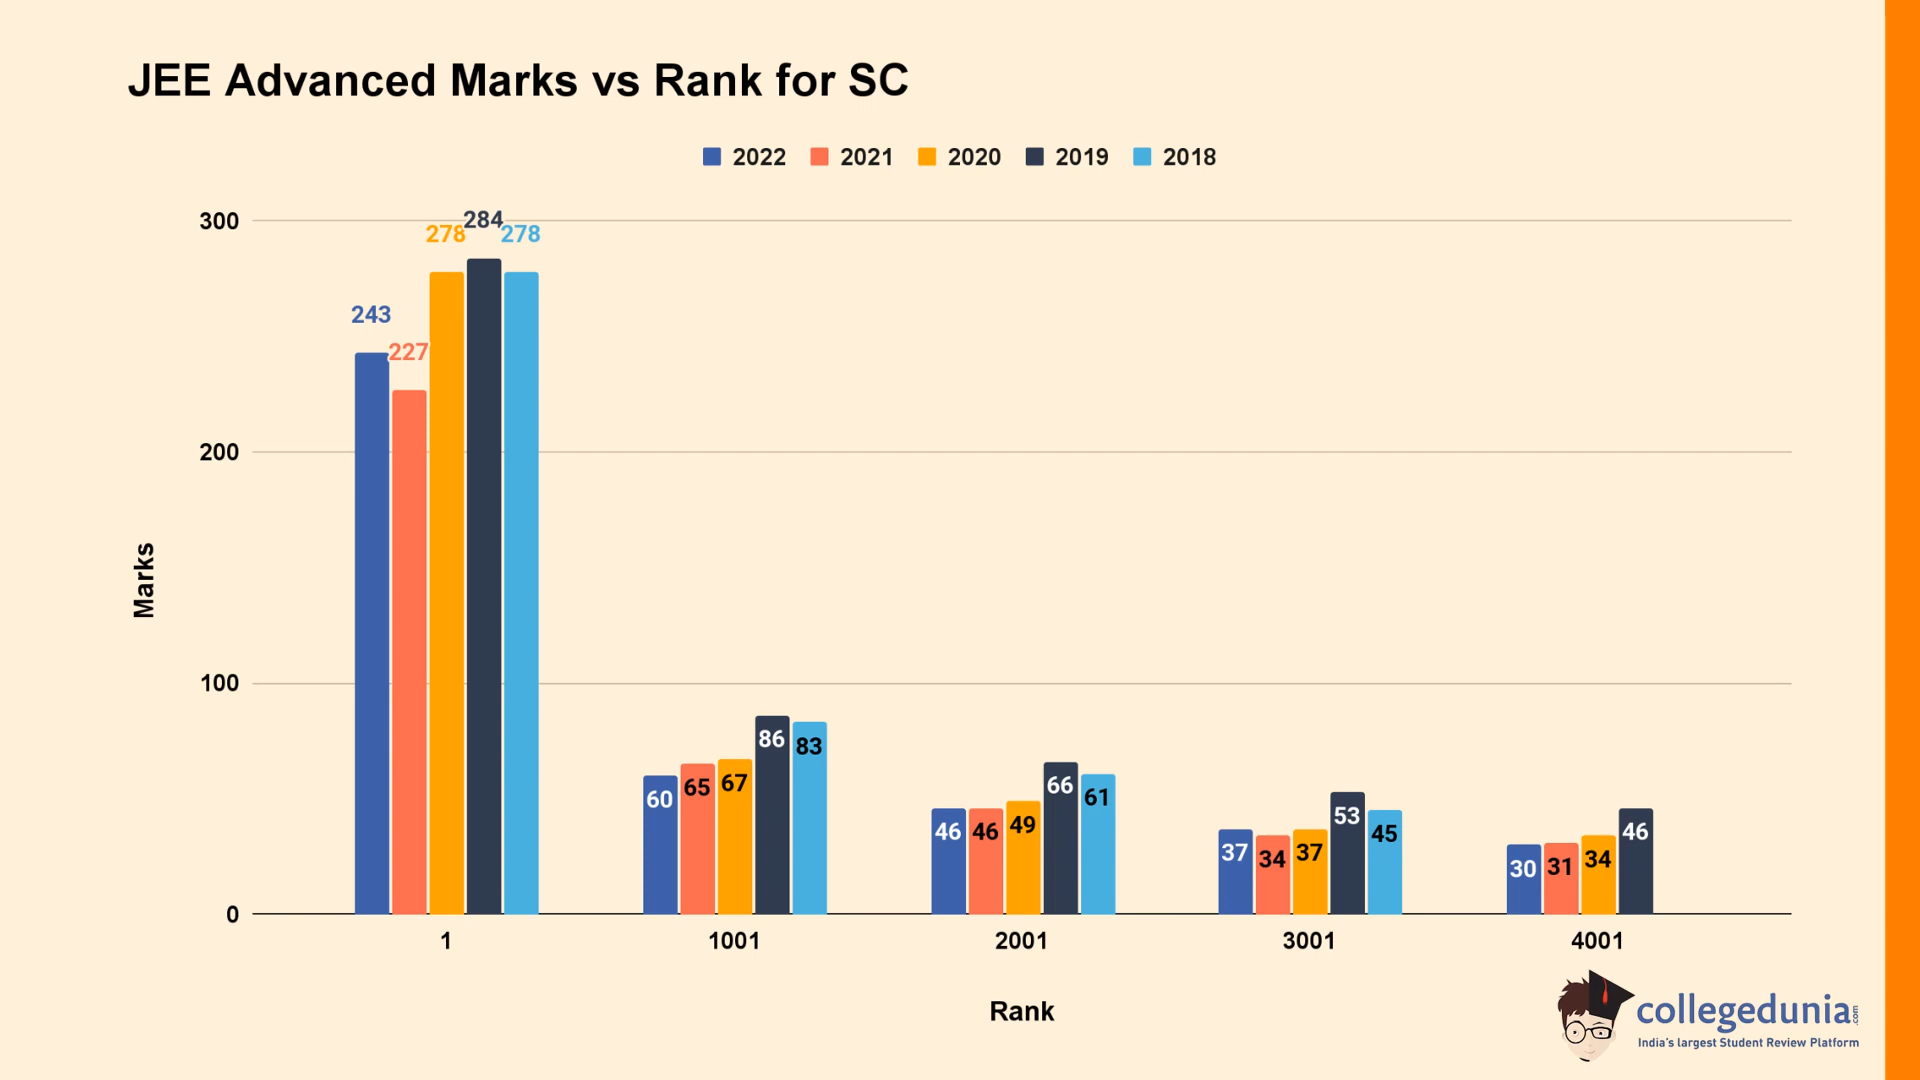 JEE Advanced Marks vs Rank for SC
2022 2021 2020 2019 2018
300
200
100
0
Marks
243 227 278 284 278
60 65 67 86 83
46 46 49 66 61
37 34 37 53 45
30 31 34 46
1 1001 2001 3001 4001
Rank
collegedunia.com
India's largest Student Review Platform